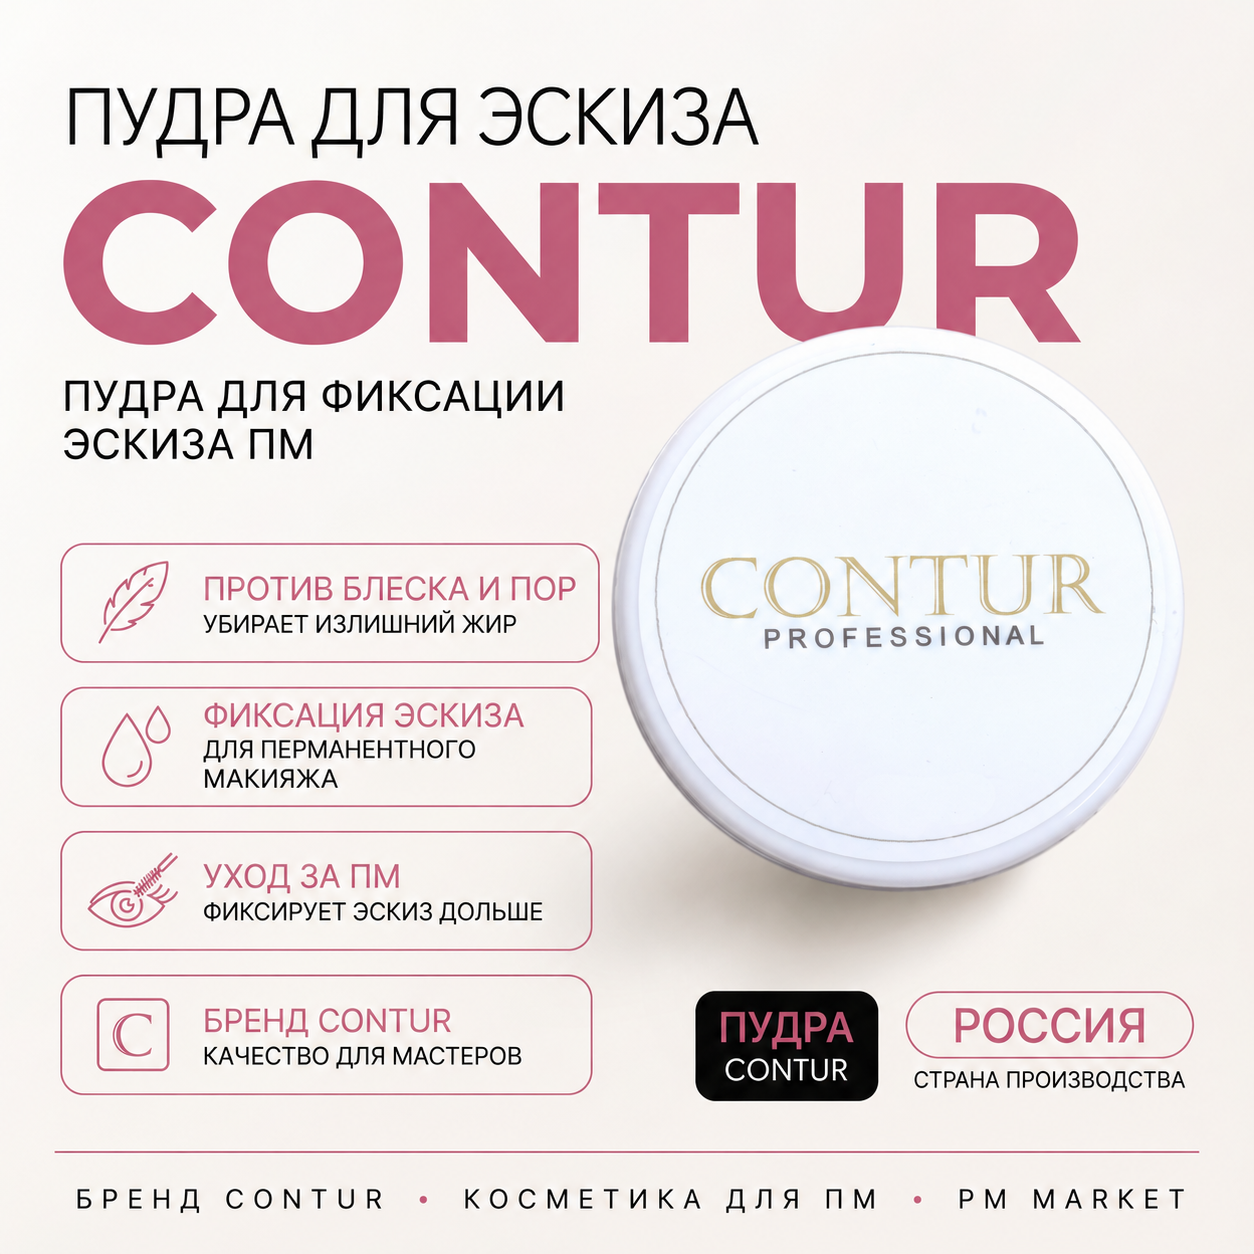 ПУДРА ДЛЯ ЭСКИЗА
CONTUR
ПУДРА ДЛЯ ФИКСАЦИИ
ЭСКИЗА ПМ
ПРОТИВ БЛЕСКА И ПОР
УБИРАЕТ ИЗЛИШНИЙ ЖИР
ФИКСАЦИЯ ЭСКИЗА
ДЛЯ ПЕРМАНЕНТНОГО
МАКИЯЖА
УХОД ЗА ПМ
ФИКСИРУЕТ ЭСКИЗ ДОЛЬШЕ
C
БРЕНД CONTUR
КАЧЕСТВО ДЛЯ МАСТЕРОВ
CONTUR
PROFESSIONAL
ПУДРА
CONTUR
РОССИЯ
СТРАНА ПРОИЗВОДСТВА
БРЕНД CONTUR • КОСМЕТИКА ДЛЯ ПМ • PM MARKET